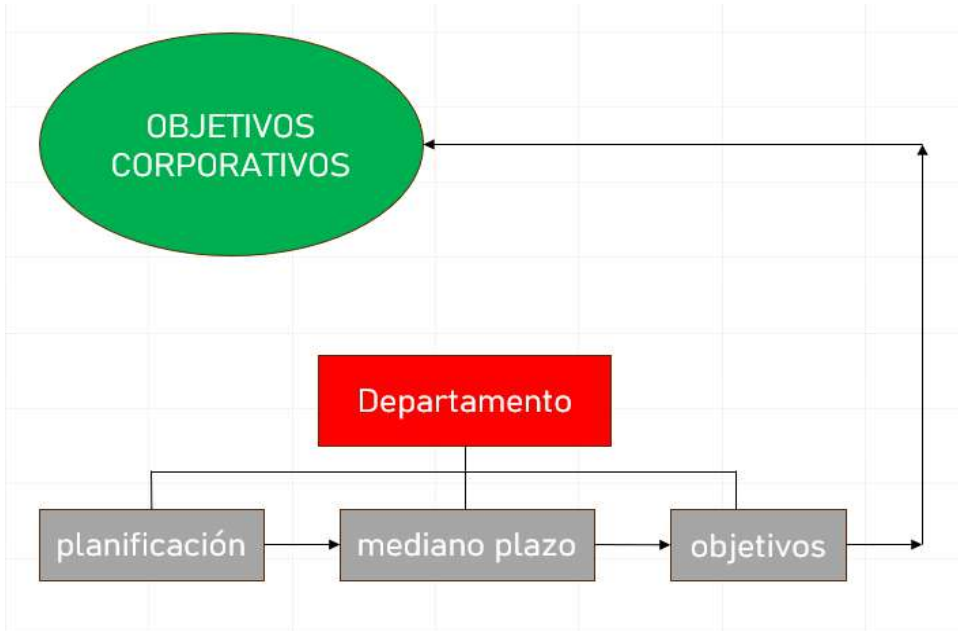 OBJETIVOS
CORPORATIVOS
Departamento
planificación
mediano plazo
objetivos